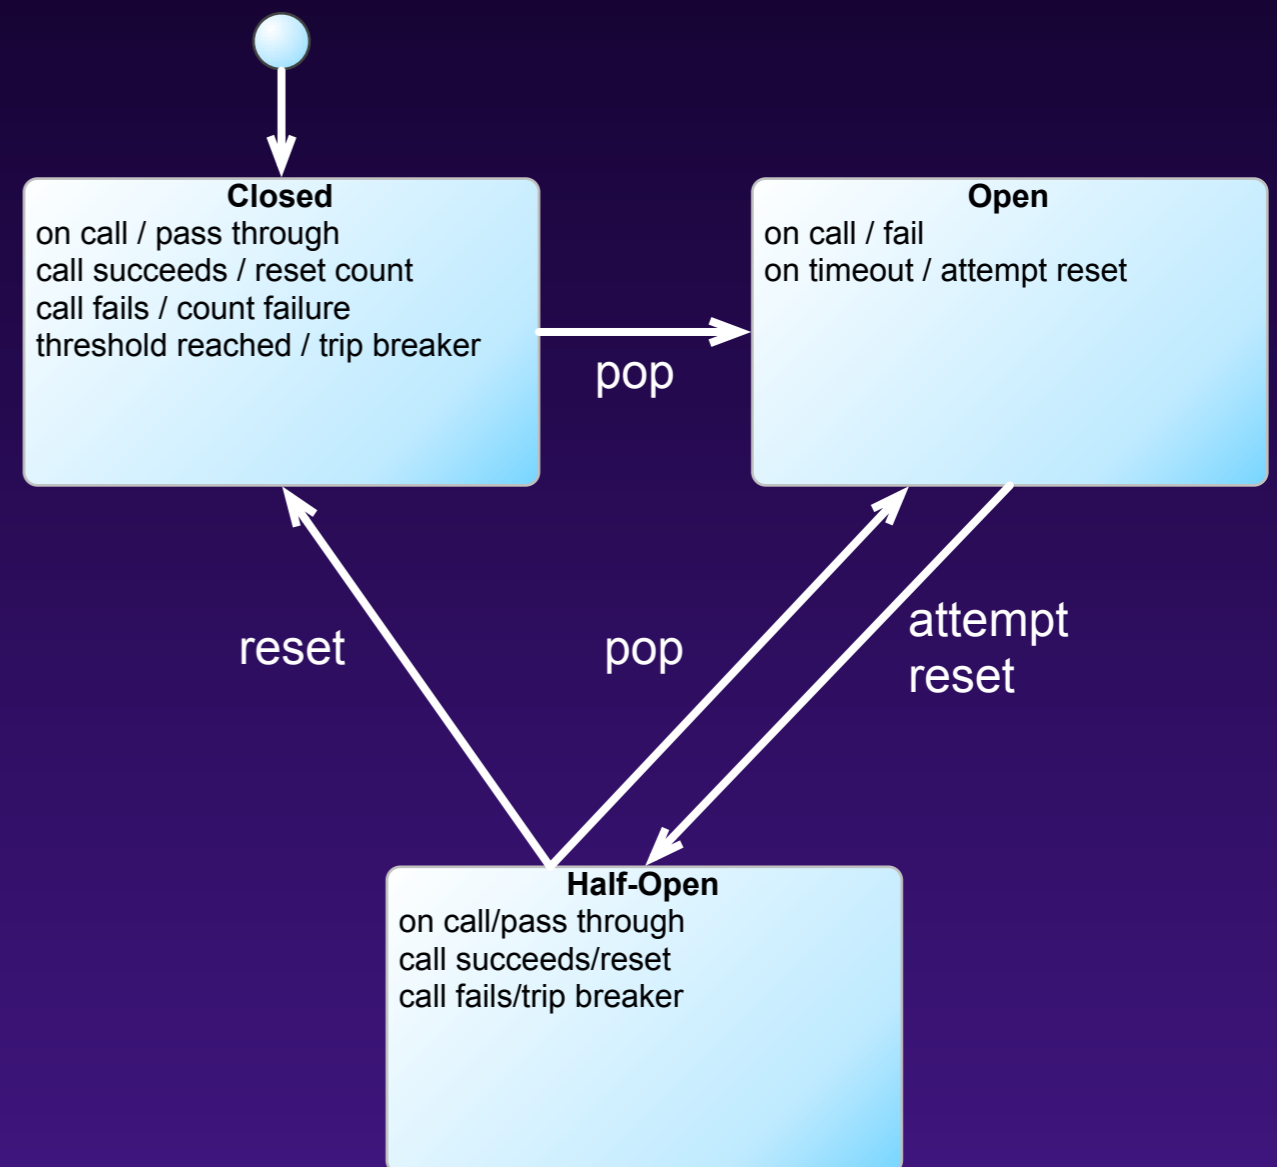 Closed
on call / pass through
call succeeds / reset count
call fails / count failure
threshold reached / trip breaker
Open
on call / fail
on timeout / attempt reset
pop
reset
pop
attempt
reset
Half-Open
on call/pass through
call succeeds/reset
call fails/trip breaker